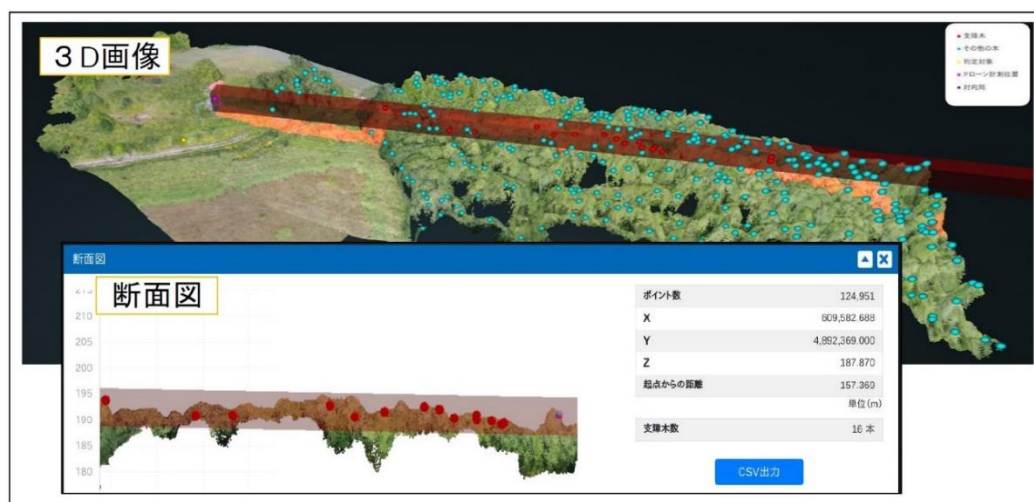 3D画像
支障木
その他の木
判定対象
ドローン計測位置
対向局
断面図
断面図
215
210
205
200
195
190
185
180
ポイント数 124,951
X 609,582.688
Y 4,892,369.000
Z 187.870
起点からの距離 157.369
単位(m)
支障木数 16 本
CSV出力